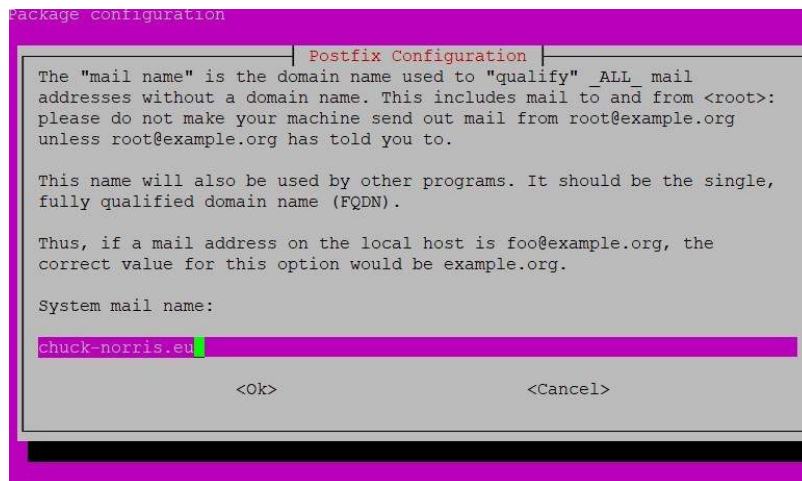 Package configuration
Postfix Configuration
The "mail name" is the domain name used to "qualify" _ALL_ mail
addresses without a domain name. This includes mail to and from <root>:
please do not make your machine send out mail from root@example.org
unless root@example.org has told you to.
This name will also be used by other programs. It should be the single,
fully qualified domain name (FQDN).
Thus, if a mail address on the local host is foo@example.org, the
correct value for this option would be example.org.
System mail name:
chuck-norris.eu
<Ok> <Cancel>